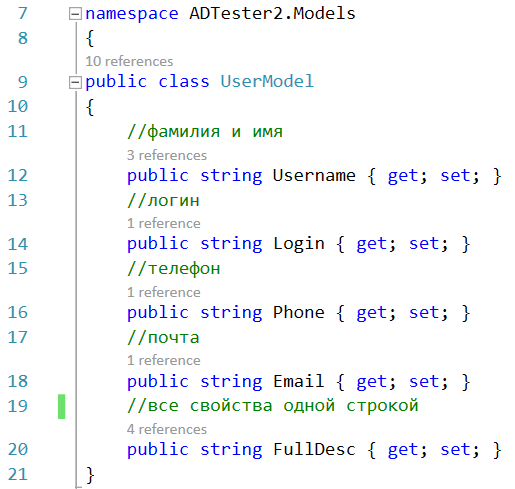 7 namespace ADTester2.Models
8 {
10 references
9 public class UserModel
10 {
11 //фамилия и имя
3 references
12 public string Username { get; set; }
13 //логин
1 reference
14 public string Login { get; set; }
15 //телефон
1 reference
16 public string Phone { get; set; }
17 //почта
1 reference
18 public string Email { get; set; }
19 //все свойства одной строкой
4 references
20 public string FullDesc { get; set; }
21 }